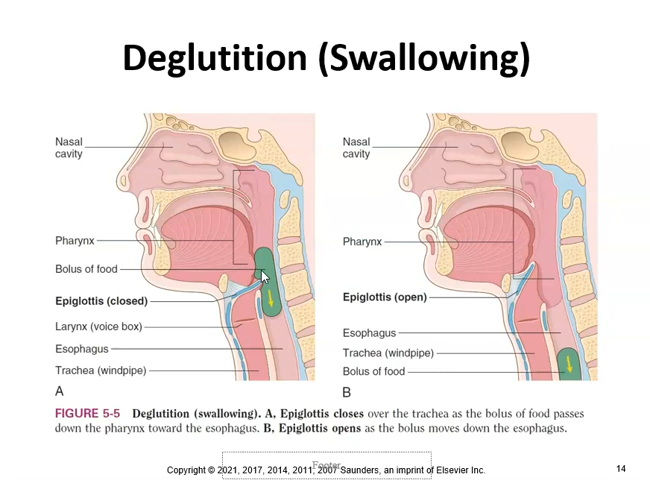 Deglutition (Swallowing)
Nasal
cavity
Pharynx
Bolus of food
Epiglottis (closed)
Larynx (voice box)
Esophagus
Trachea (windpipe)
A
Nasal
cavity
Pharynx
Epiglottis (open)
Esophagus
Trachea (windpipe)
Bolus of food
B
FIGURE 5-5 Deglutition (swallowing). A, Epiglottis closes over the trachea as the bolus of food passes
down the pharynx toward the esophagus. B, Epiglottis opens as the bolus moves down the esophagus.
Footer
Copyright © 2021, 2017, 2014, 2011, 2007 Saunders, an imprint of Elsevier Inc.
14